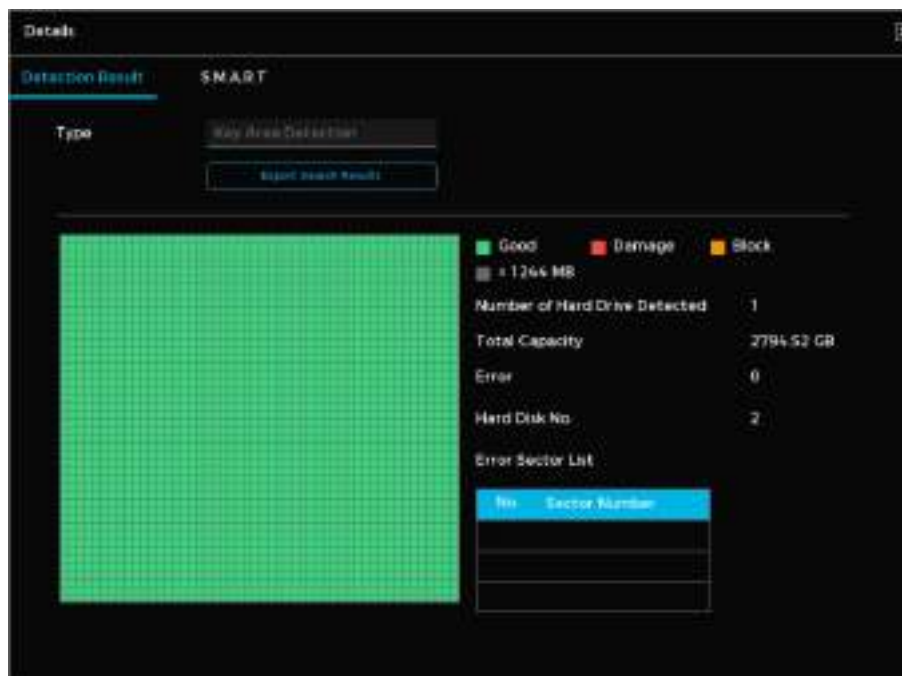 Details
Detection Result S.M.A.R.T
Type Key Area Detection
Export Search Results
Good Damage Block
= 1244 MB
Number of Hard Drive Detected 1
Total Capacity 2794.52 GB
Error 0
Hard Disk No. 2
Error Sector List
No. Sector Number